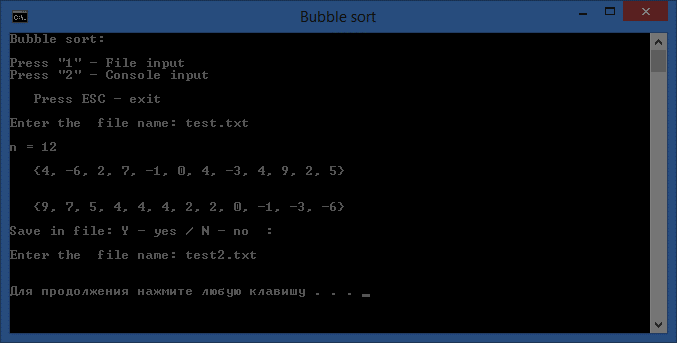 Bubble sort
Bubble sort:
Press "1" - File input
Press "2" - Console input
Press ESC - exit
Enter the  file name: test.txt
n = 12
{4, -6, 2, 7, -1, 0, 4, -3, 4, 9, 2, 5}
{9, 7, 5, 4, 4, 4, 2, 2, 0, -1, -3, -6}
Save in file: Y - yes / N - no  :
Enter the  file name: test2.txt
Для продолжения нажмите любую клавишу . . . _